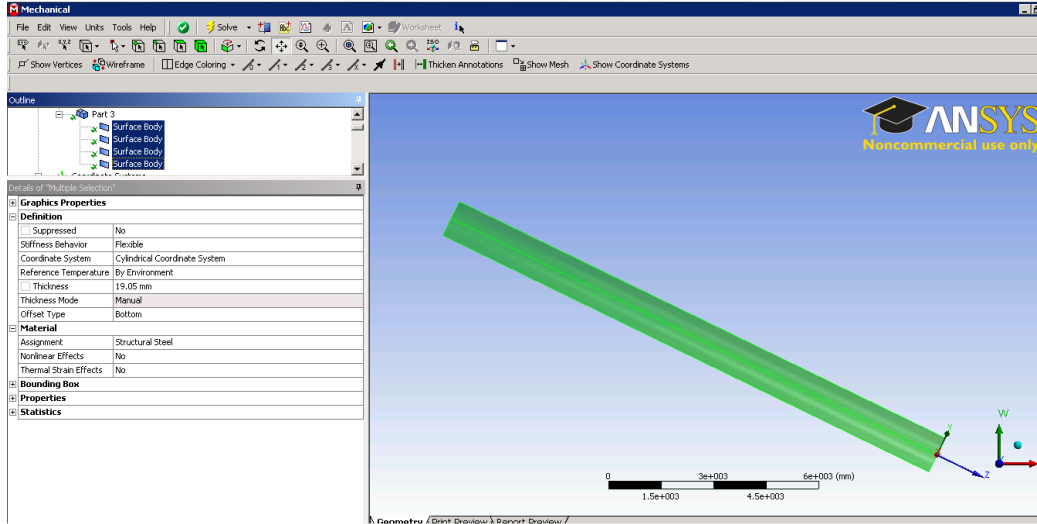 Mechanical
File Edit View Units Tools Help Solve Worksheet
Show Vertices Wireframe Edge Coloring Thicken Annotations Show Mesh Show Coordinate Systems
Outline
Part 3
Surface Body
Surface Body
Surface Body
Surface Body
Coordinate Systems
Details of "Multiple Selection"
Graphics Properties
Definition
Suppressed No
Stiffness Behavior Flexible
Coordinate System Cylindrical Coordinate System
Reference Temperature By Environment
Thickness 19.05 mm
Thickness Mode Manual
Offset Type Bottom
Material
Assignment Structural Steel
Nonlinear Effects No
Thermal Strain Effects No
Bounding Box
Properties
Statistics
ANSYS
Noncommercial use only
Y
Z
W
0 3e+003 6e+003 (mm)
1.5e+003 4.5e+003
Geometry Print Preview Report Preview